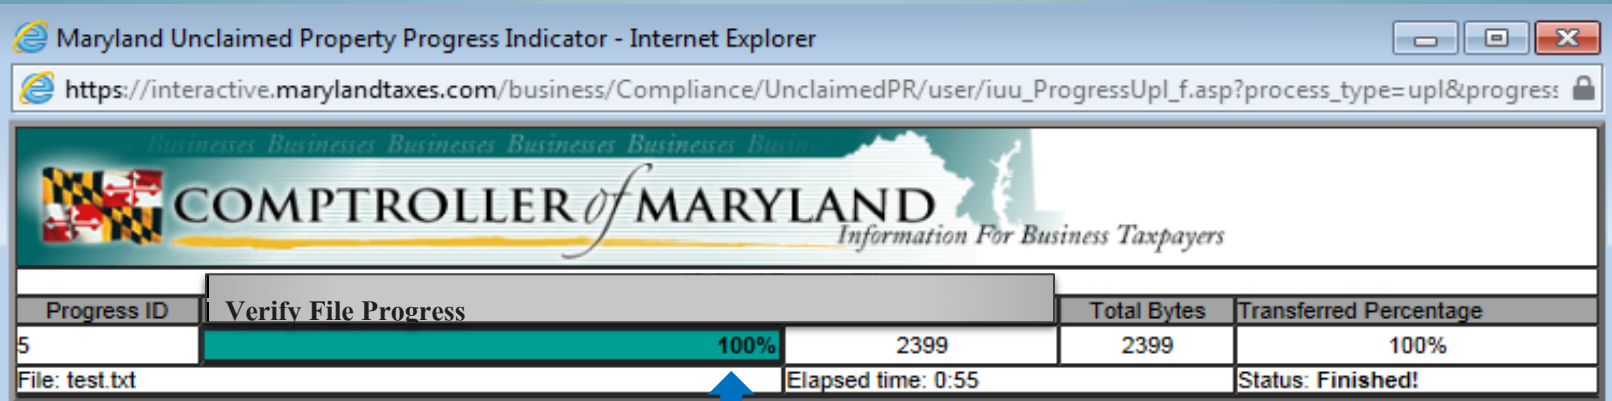 Maryland Unclaimed Property Progress Indicator - Internet Explorer
https://interactive.marylandtaxes.com/business/Compliance/UnclaimedPR/user/iuu_ProgressUpl_f.asp?process_type=upl&progress
Businesses Businesses Businesses Businesses Businesses
COMPTROLLER of MARYLAND
Information For Business Taxpayers
Progress ID Verify File Progress Total Bytes Transferred Percentage
5 100% 2399 2399 100%
File: test.txt Elapsed time: 0:55 Status: Finished!